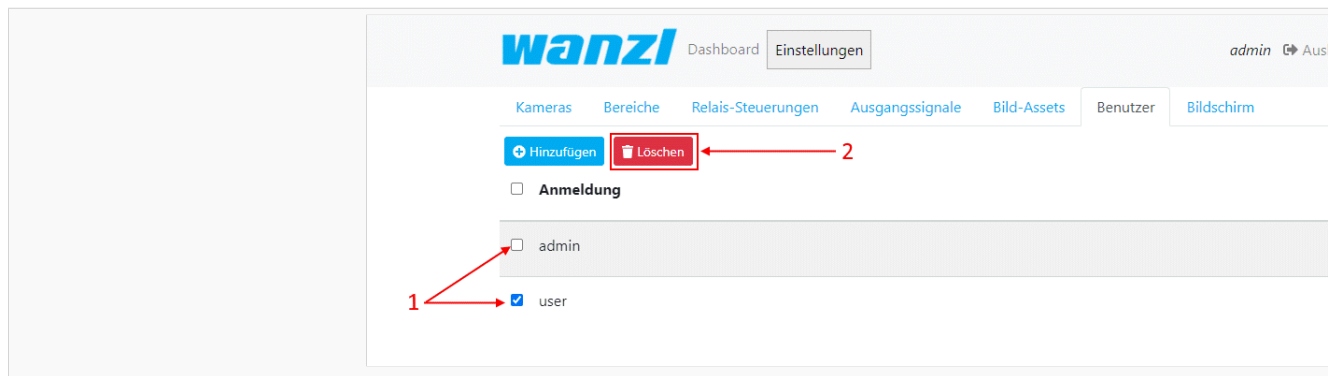 wanzl Dashboard Einstellungen admin Aus
Kameras Bereiche Relais-Steuerungen Ausgangssignale Bild-Assets Benutzer Bildschirm
Hinzufügen Löschen 2
Anmeldung
admin
1
user